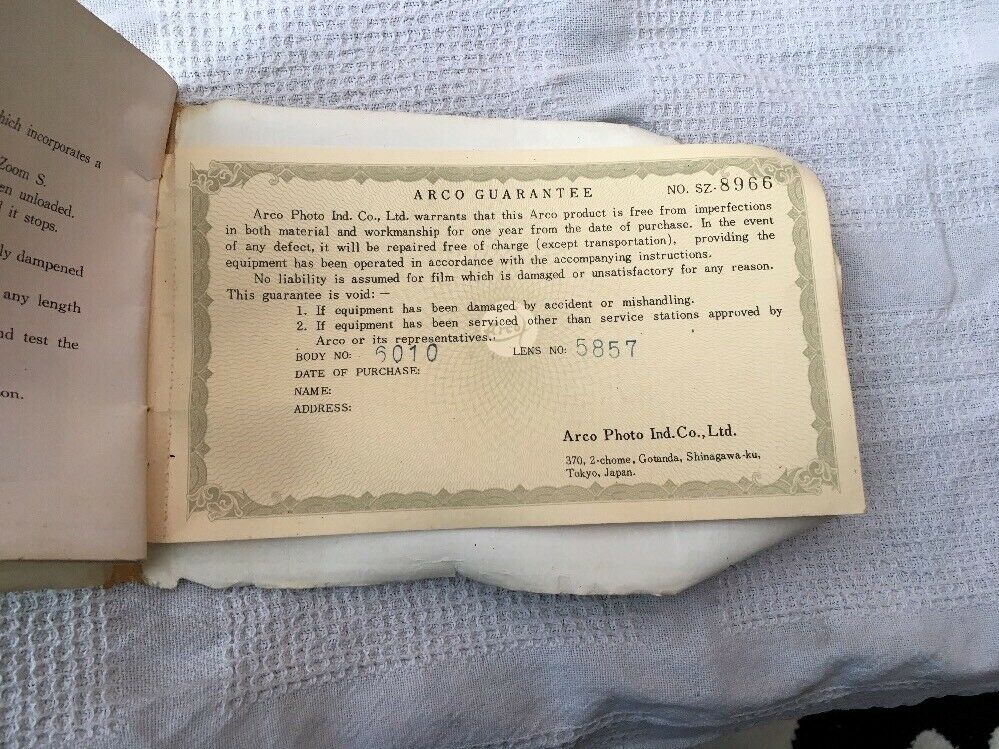 hich incorporates a
Zoom S.
en unloaded.
l it stops.
ly dampened
any length
nd test the
on.
ARCO GUARANTEE
NO. SZ. 8966
Arco Photo Ind. Co., Ltd. warrants that this Arco product is free from imperfections
in both material and workmanship for one year from the date of purchase. In the event
of any defect, it will be repaired free of charge (except transportation), providing the
equipment has been operated in accordance with the accompanying instructions.
No liability is assumed for film which is damaged or unsatisfactory for any reason.
This guarantee is void: —
1. If equipment has been damaged by accident or mishandling.
2. If equipment has been serviced other than service stations approved by
Arco or its representatives.
Arco
BODY NO: 6010 LENS NO: 5857
DATE OF PURCHASE:
NAME:
ADDRESS:
Arco Photo Ind. Co., Ltd.
370, 2-chome, Gotanda, Shinagawa-ku,
Tokyo, Japan.